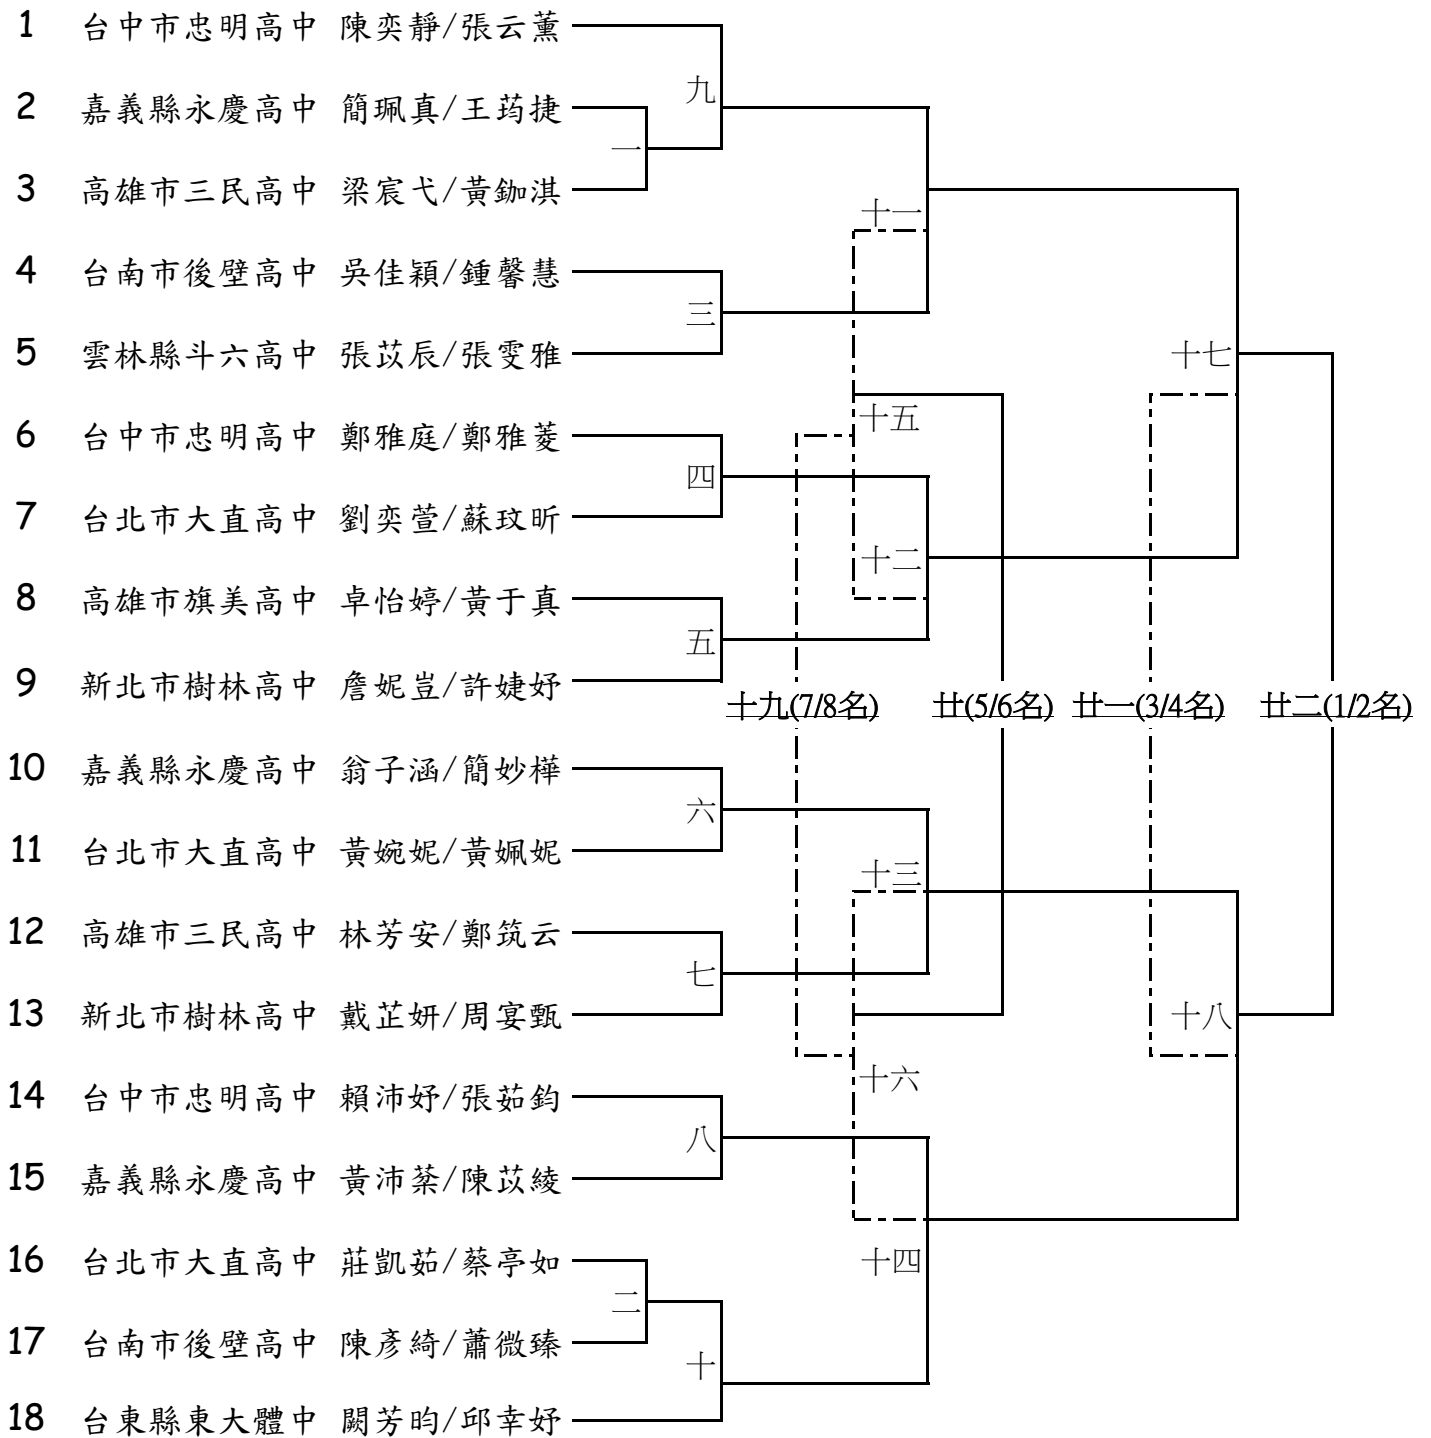 1 台中市忠明高中 陳奕靜/張云薰
九
2 嘉義縣永慶高中 簡珮真/王荺捷
一
3 高雄市三民高中 梁宸弋/黃鉫淇
十一
4 台南市後壁高中 吳佳穎/鍾馨慧
三
5 雲林縣斗六高中 張苡辰/張雯雅
十七
十五
6 台中市忠明高中 鄭雅庭/鄭雅菱
四
7 台北市大直高中 劉奕萱/蘇玟昕
十二
8 高雄市旗美高中 卓怡婷/黃于真
五
9 新北市樹林高中 詹妮豈/許婕妤
十九(7/8名) 廿(5/6名) 廿一(3/4名) 廿二(1/2名)
10 嘉義縣永慶高中 翁子涵/簡妙樺
六
11 台北市大直高中 黃婉妮/黃姵妮
十三
12 高雄市三民高中 林芳安/鄭筑云
七
13 新北市樹林高中 戴芷妍/周宴甄
十八
十六
14 台中市忠明高中 賴沛妤/張茹鈞
八
15 嘉義縣永慶高中 黃沛棻/陳苡綾
16 台北市大直高中 莊凱茹/蔡亭如
十四
二
17 台南市後壁高中 陳彥綺/蕭微臻
十
18 台東縣東大體中 闕芳昀/邱幸妤